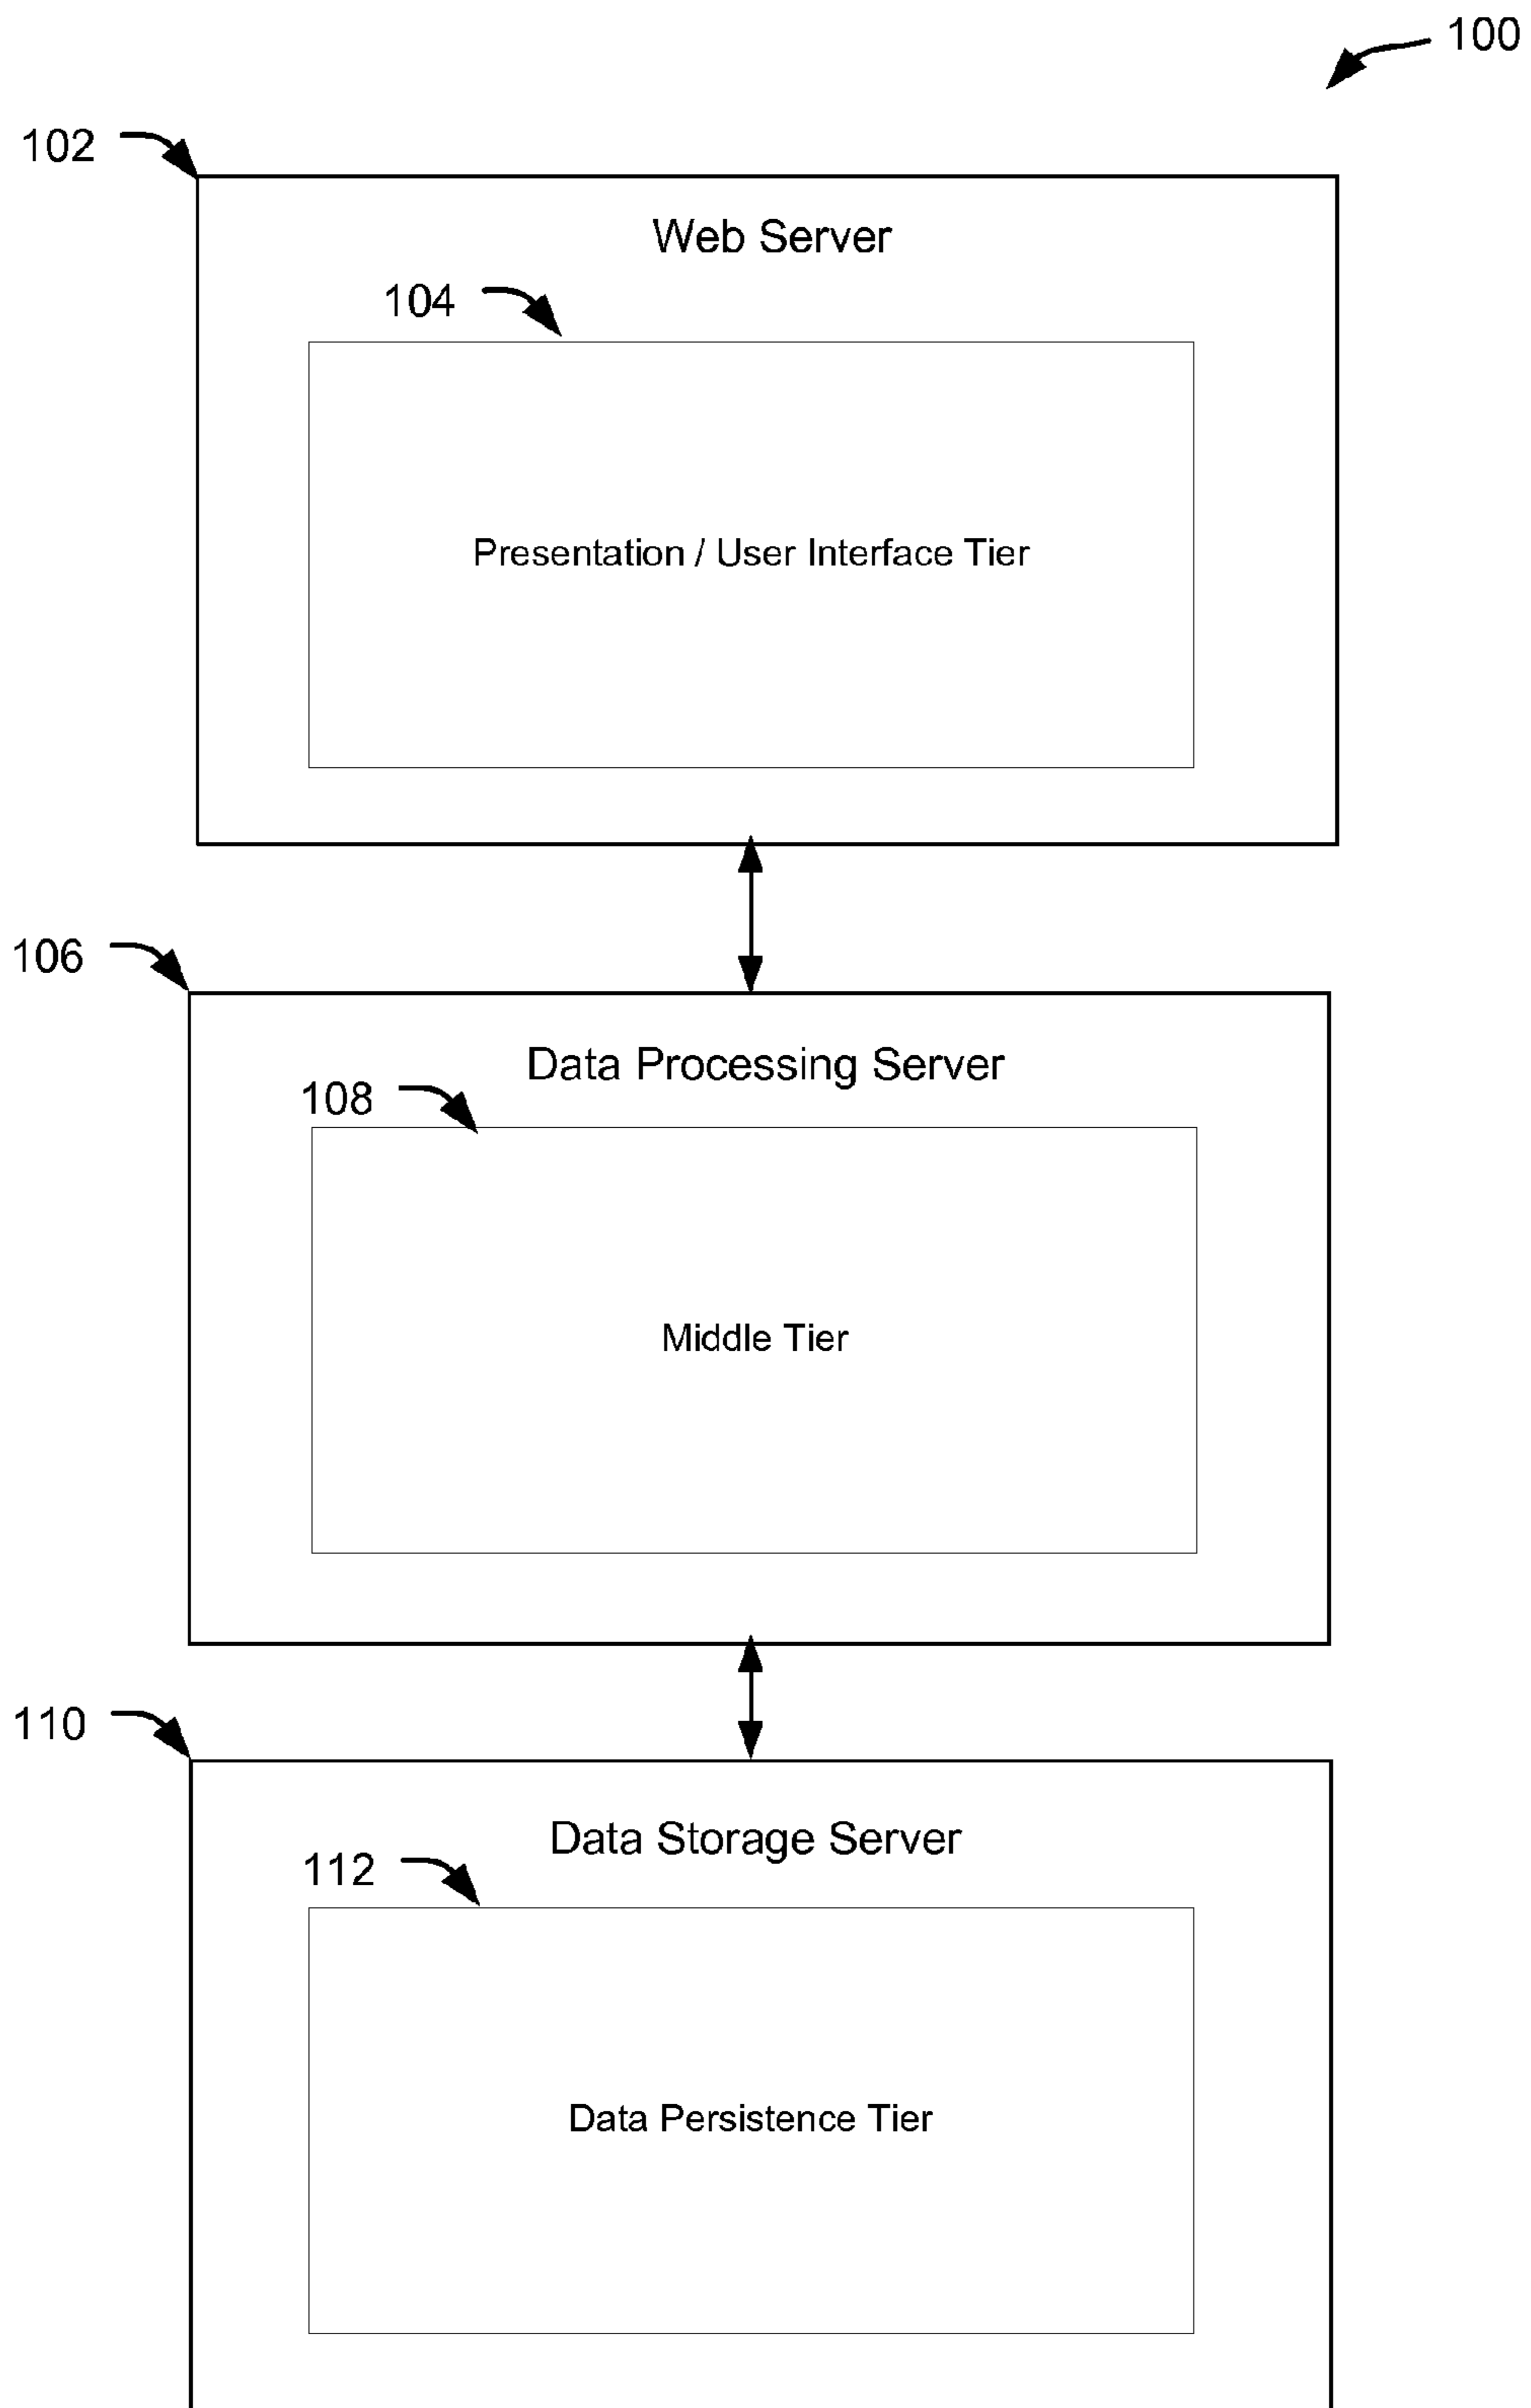 100
102
Web Server
104
Presentation / User Interface Tier
106
Data Processing Server
108
Middle Tier
110
Data Storage Server
112
Data Persistence Tier